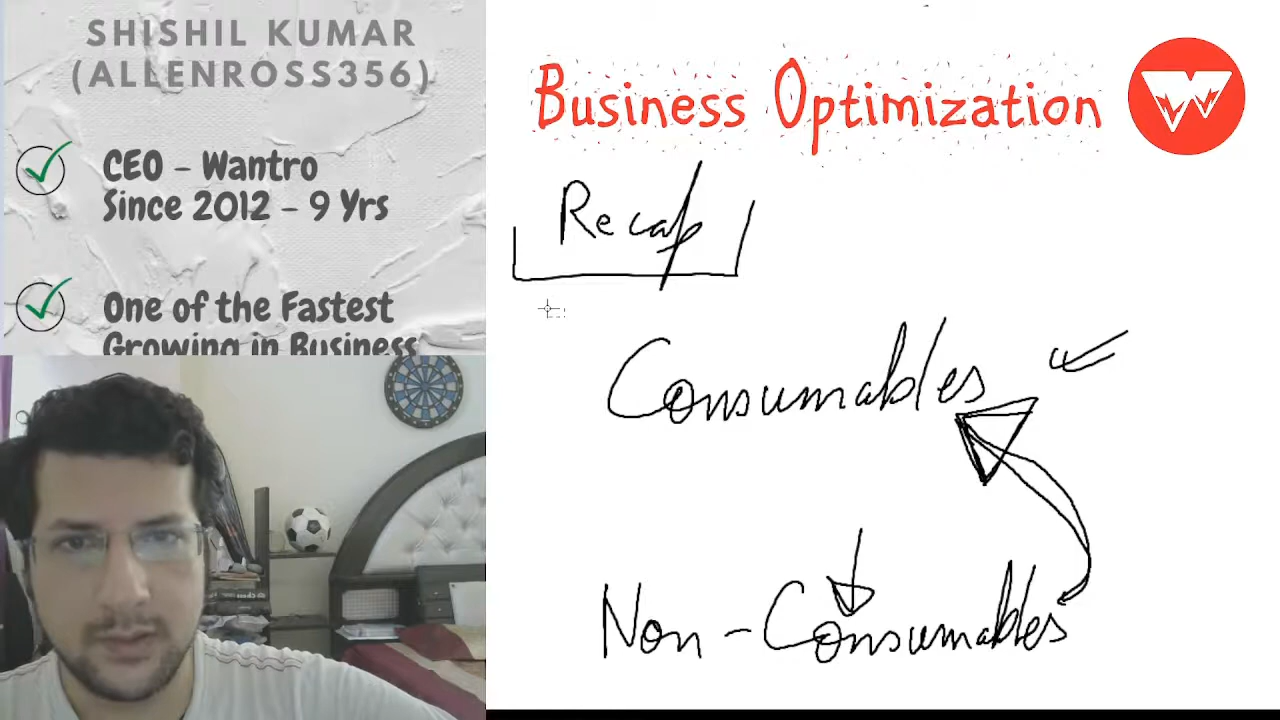 SHISHIL KUMAR
(ALLENROSS356)
CEO - Wantro
Since 2012 - 9 Yrs
One of the Fastest
Growing in Business
Business Optimization
Recap
Consumables
Non-Consumables